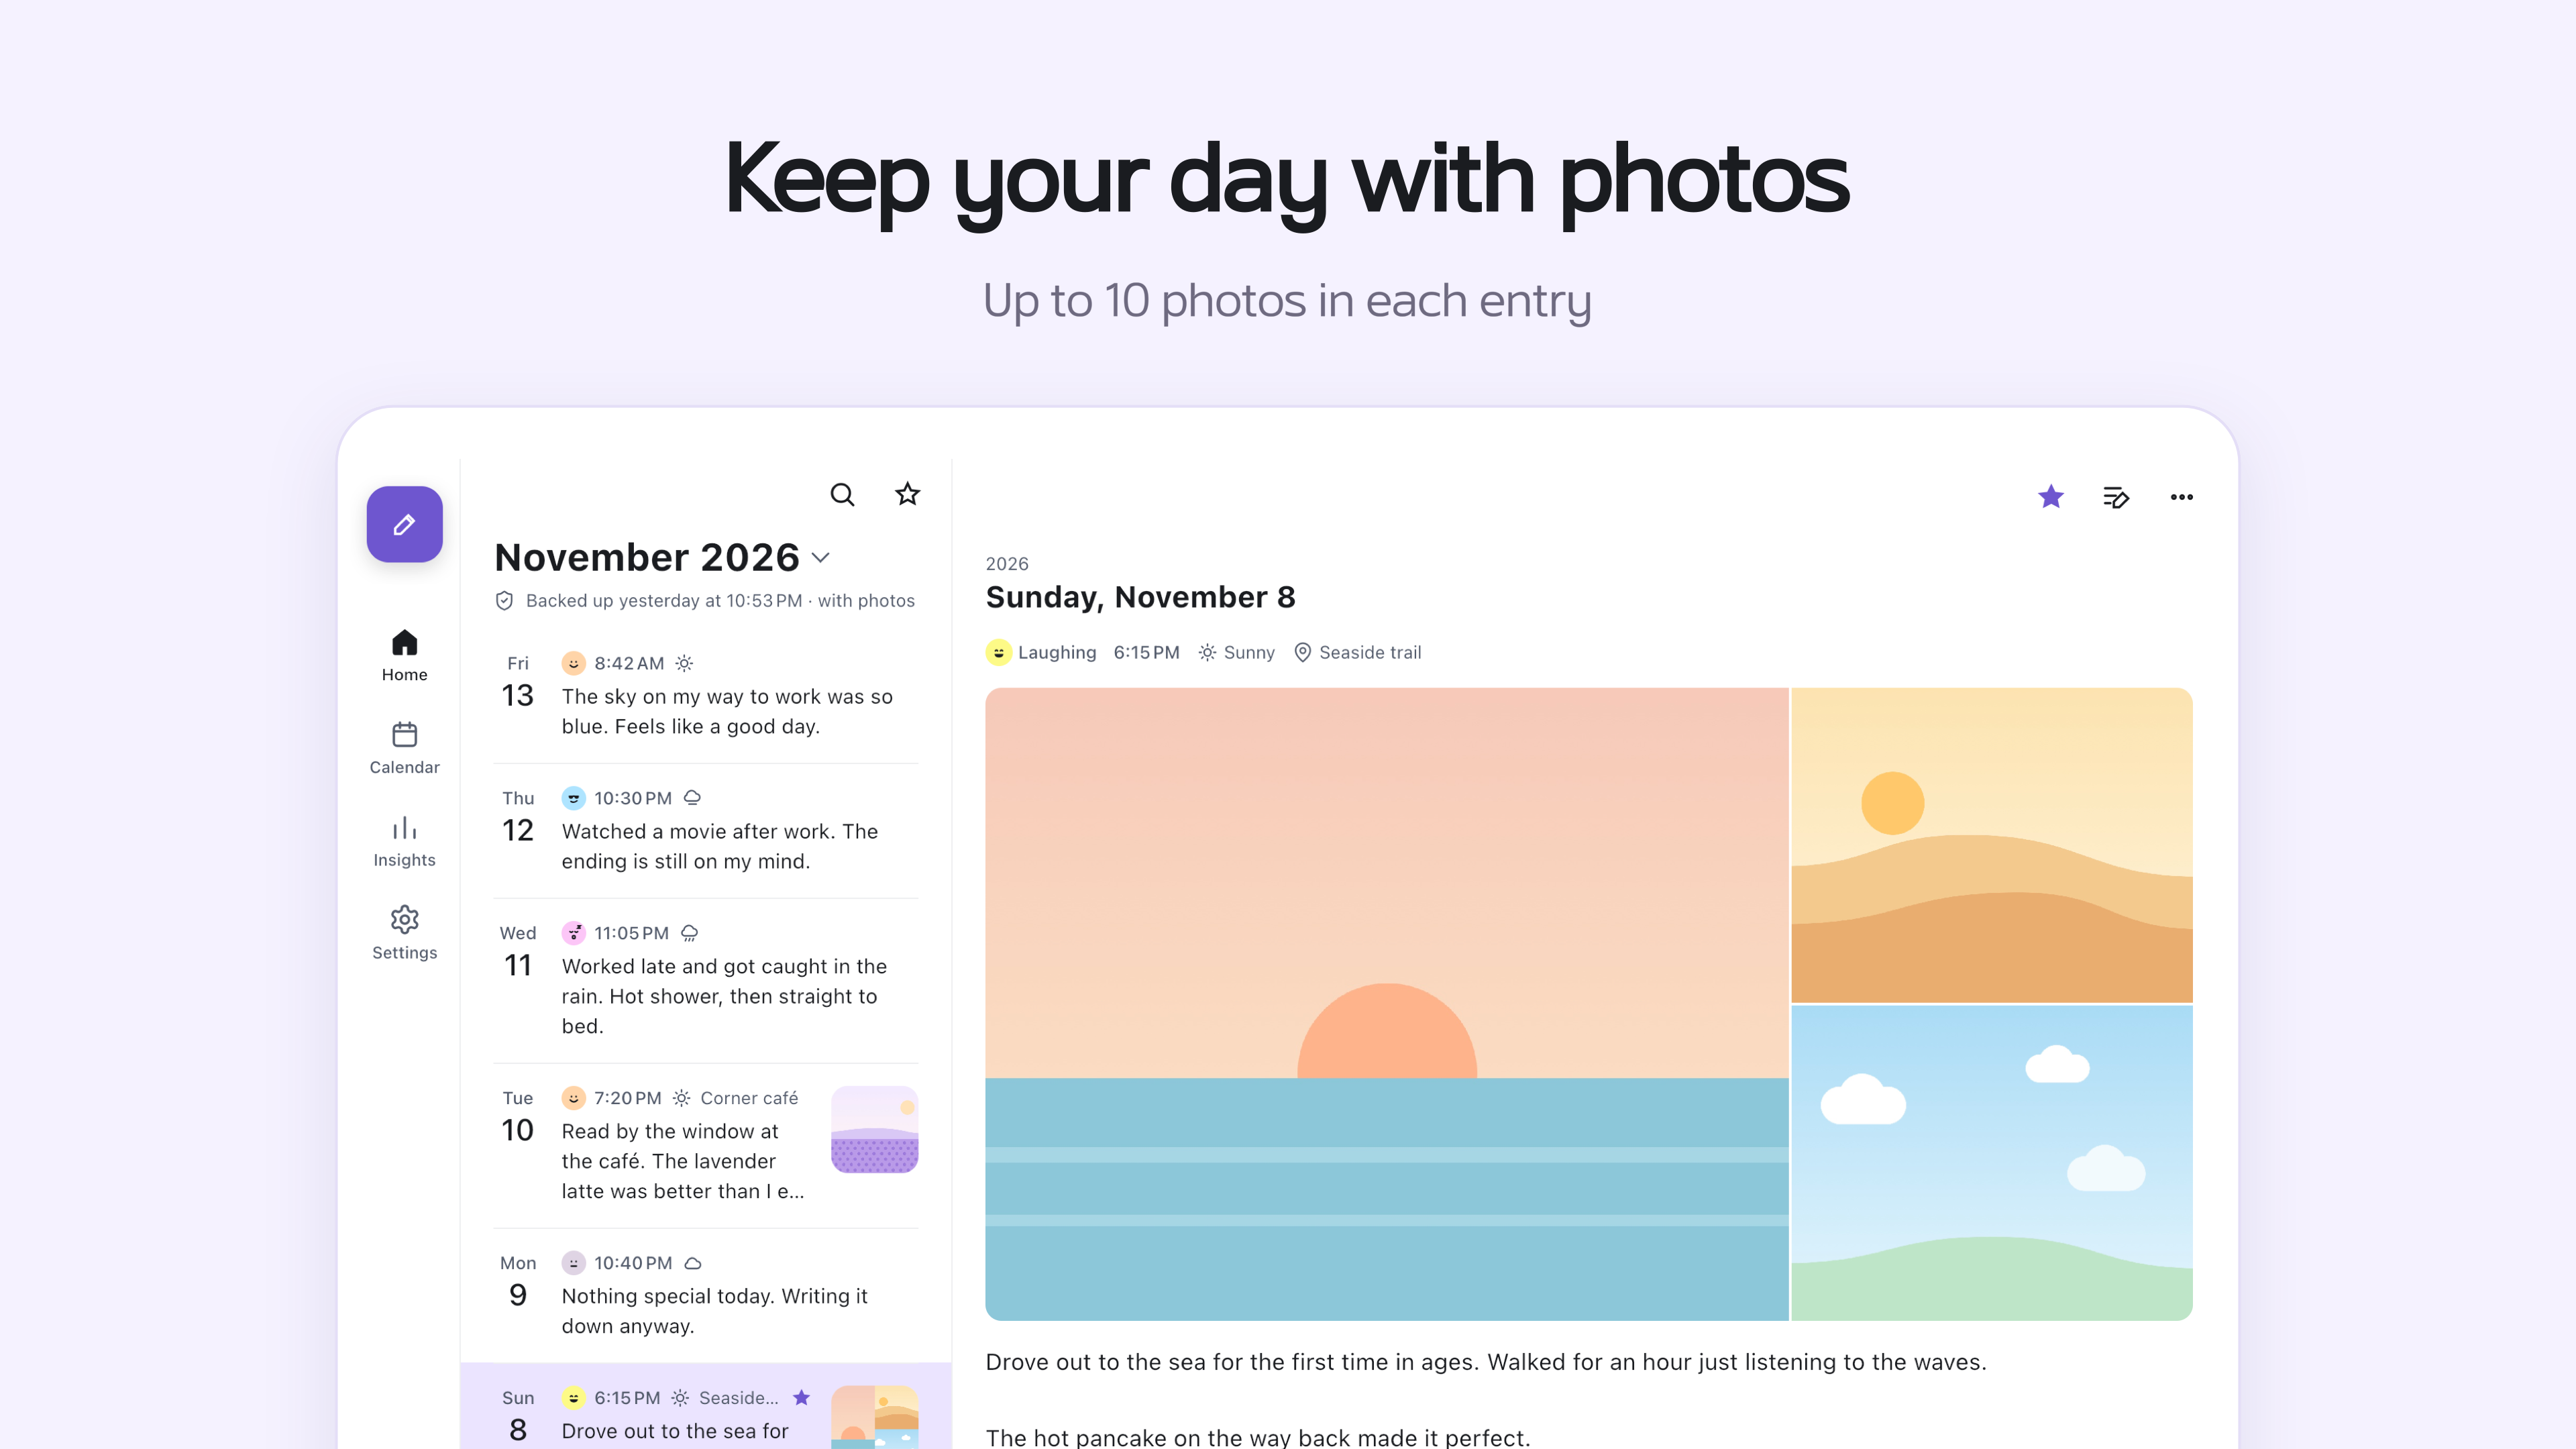 Keep your day with photos
Up to 10 photos in each entry
Home
Calendar
Insights
Settings
November 2026
Backed up yesterday at 10:53 PM · with photos
Fri
13
8:42 AM
The sky on my way to work was so
blue. Feels like a good day.
Thu
12
10:30 PM
Watched a movie after work. The
ending is still on my mind.
Wed
11
11:05 PM
Worked late and got caught in the
rain. Hot shower, then straight to
bed.
Tue
10
7:20 PM Corner café
Read by the window at
the café. The lavender
latte was better than I e...
Mon
9
10:40 PM
Nothing special today. Writing it
down anyway.
Sun
8
6:15 PM Seaside...
Drove out to the sea for
2026
Sunday, November 8
Laughing 6:15 PM Sunny Seaside trail
Drove out to the sea for the first time in ages. Walked for an hour just listening to the waves.
The hot pancake on the way back made it perfect.